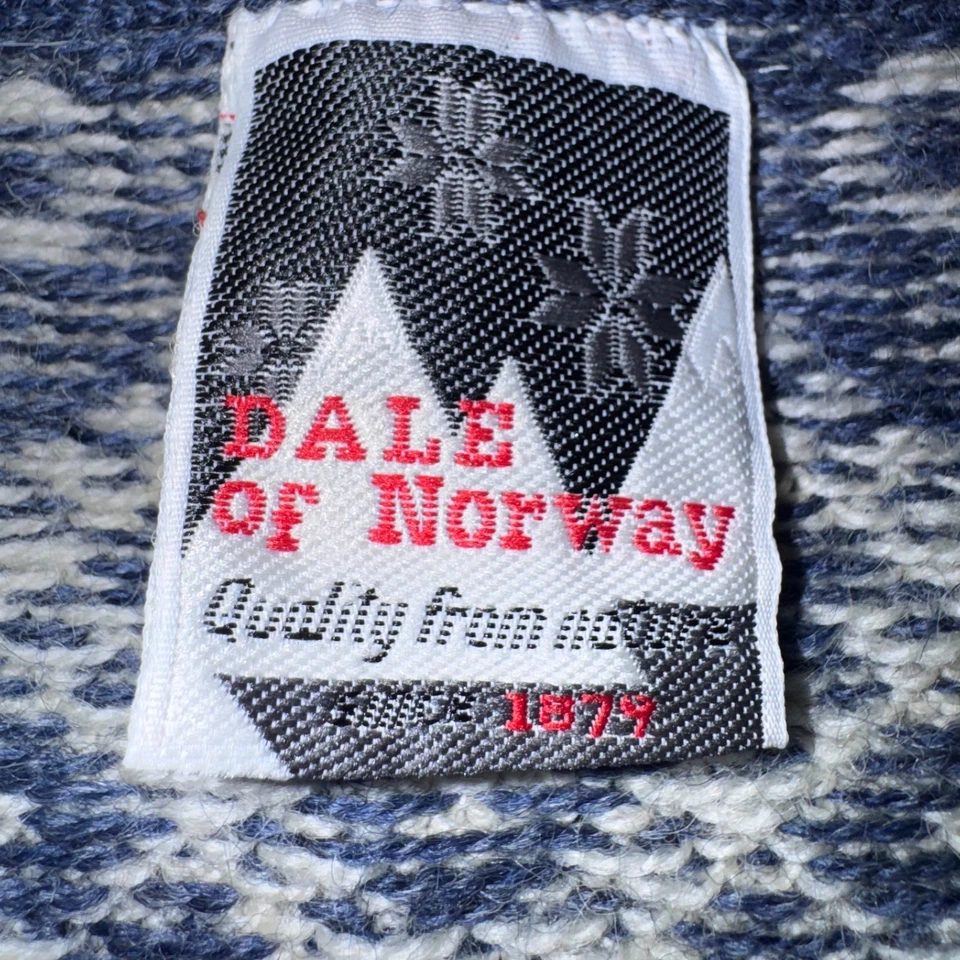 DALE
of Norway
Quality from nature
SINCE 1879